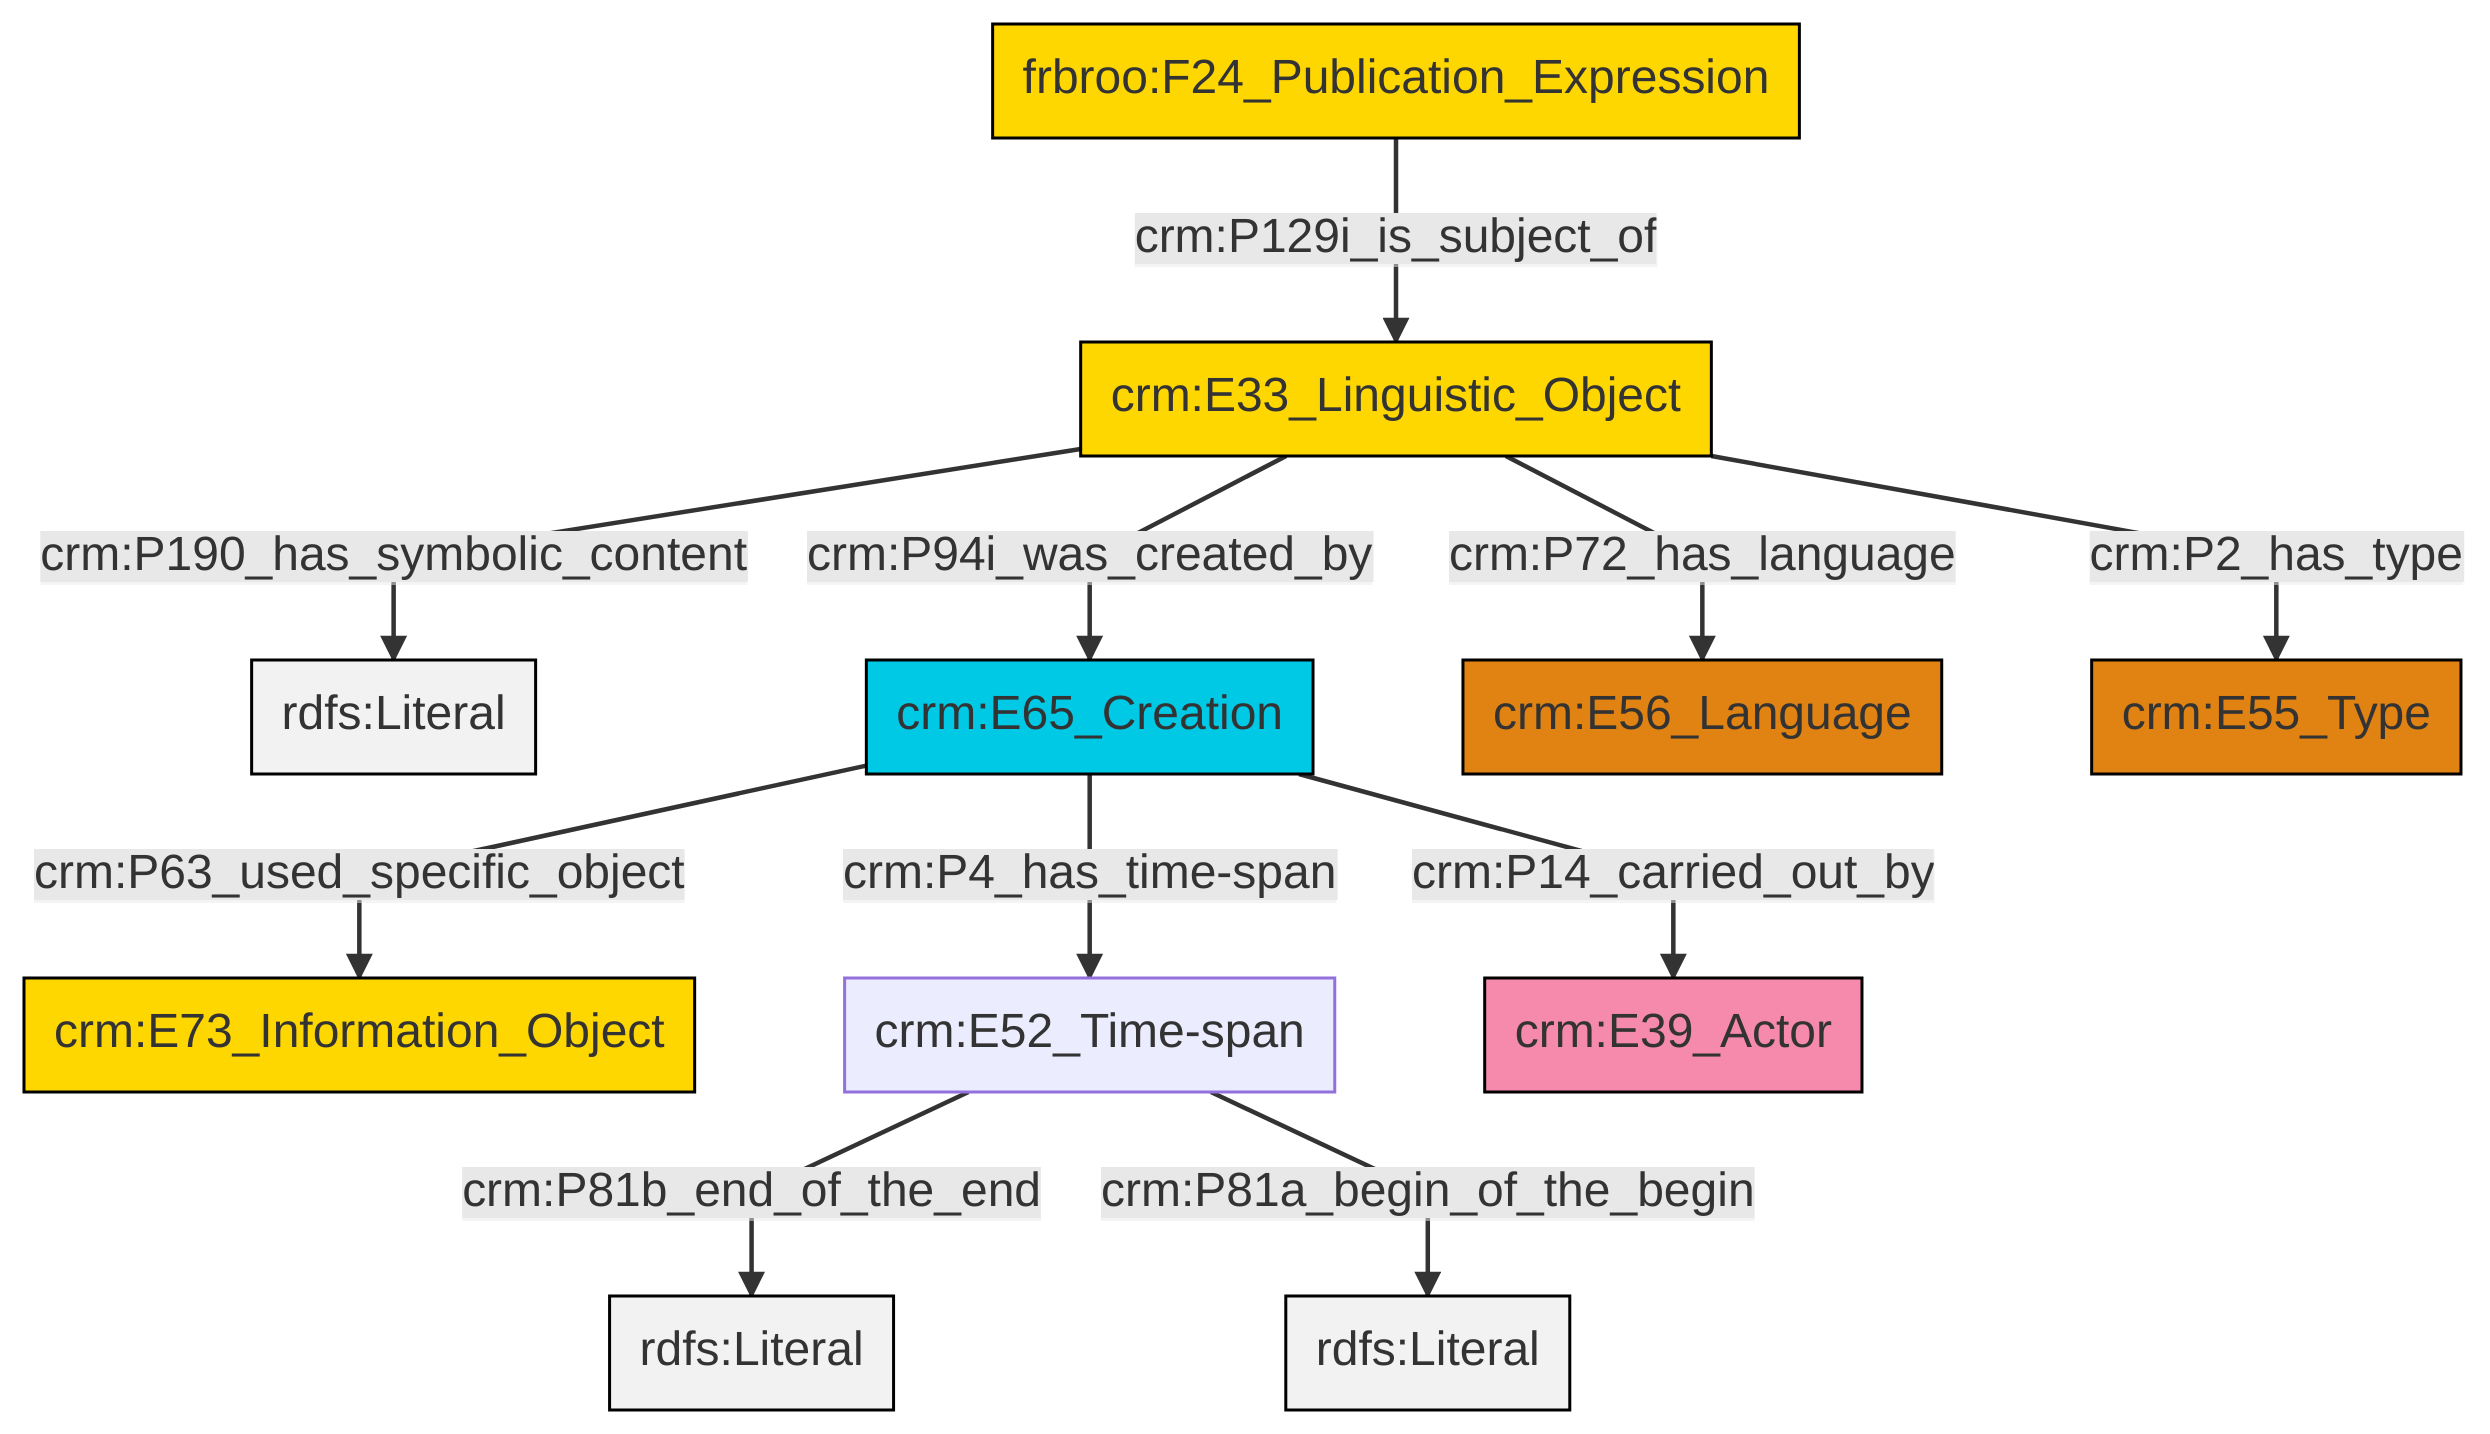 frbroo:F24_Publication_Expression
crm:P129i_is_subject_of
crm:E33_Linguistic_Object
crm:P190_has_symbolic_content
crm:P94i_was_created_by
crm:P72_has_language
crm:P2_has_type
rdfs:Literal
crm:E65_Creation
crm:E56_Language
crm:E55_Type
crm:P63_used_specific_object
crm:P4_has_time-span
crm:P14_carried_out_by
crm:E73_Information_Object
crm:E52_Time-span
crm:E39_Actor
crm:P81b_end_of_the_end
crm:P81a_begin_of_the_begin
rdfs:Literal
rdfs:Literal